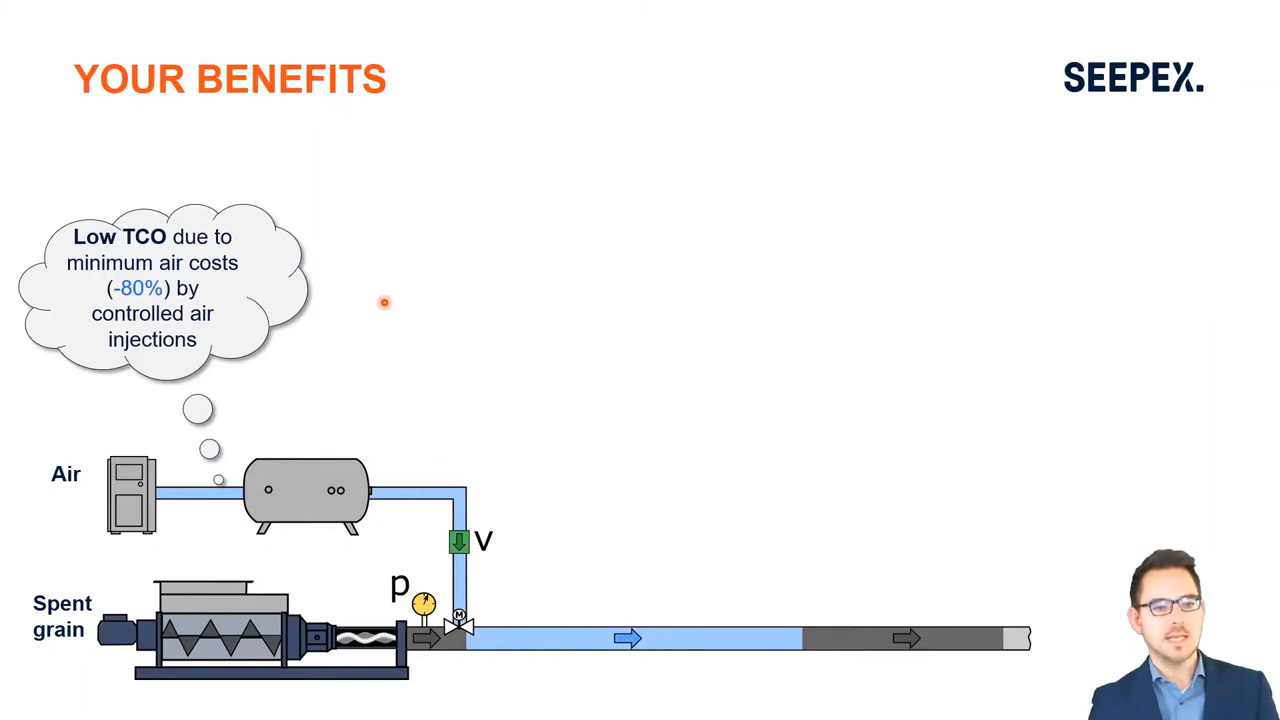 YOUR BENEFITS
SEEPEX.
Low TCO due to
minimum air costs
(-80%) by
controlled air
injections
Air
V
p
M
Spent
grain